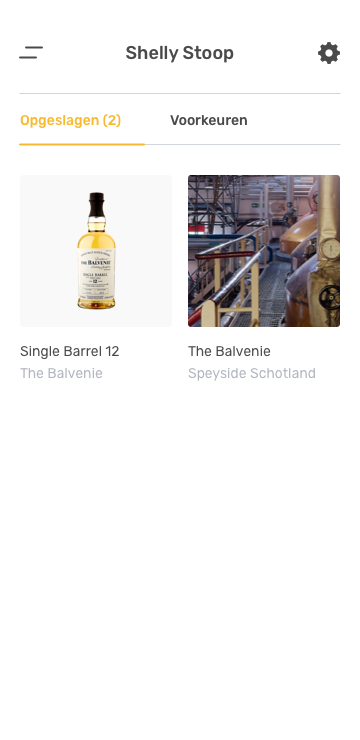 Shelly Stoop
Opgeslagen (2)
Voorkeuren
THE BALVENIE
SINGLE BARREL
12
Single Barrel 12
The Balvenie
The Balvenie
Speyside Schotland